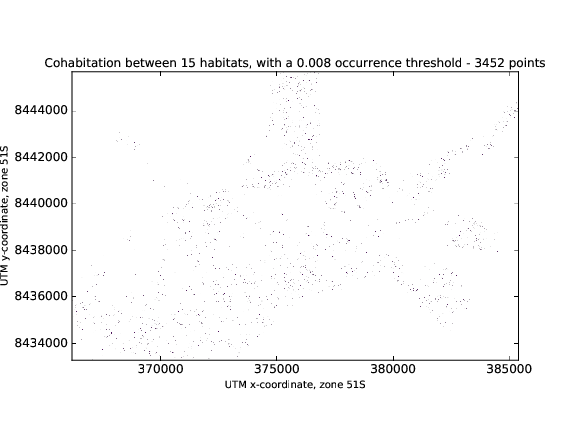 Cohabitation between 15 habitats, with a 0.008 occurrence threshold - 3452 points
8444000
8442000
8440000
8438000
8436000
8434000
UTM y-coordinate, zone 51S
370000 375000 380000 385000
UTM x-coordinate, zone 51S